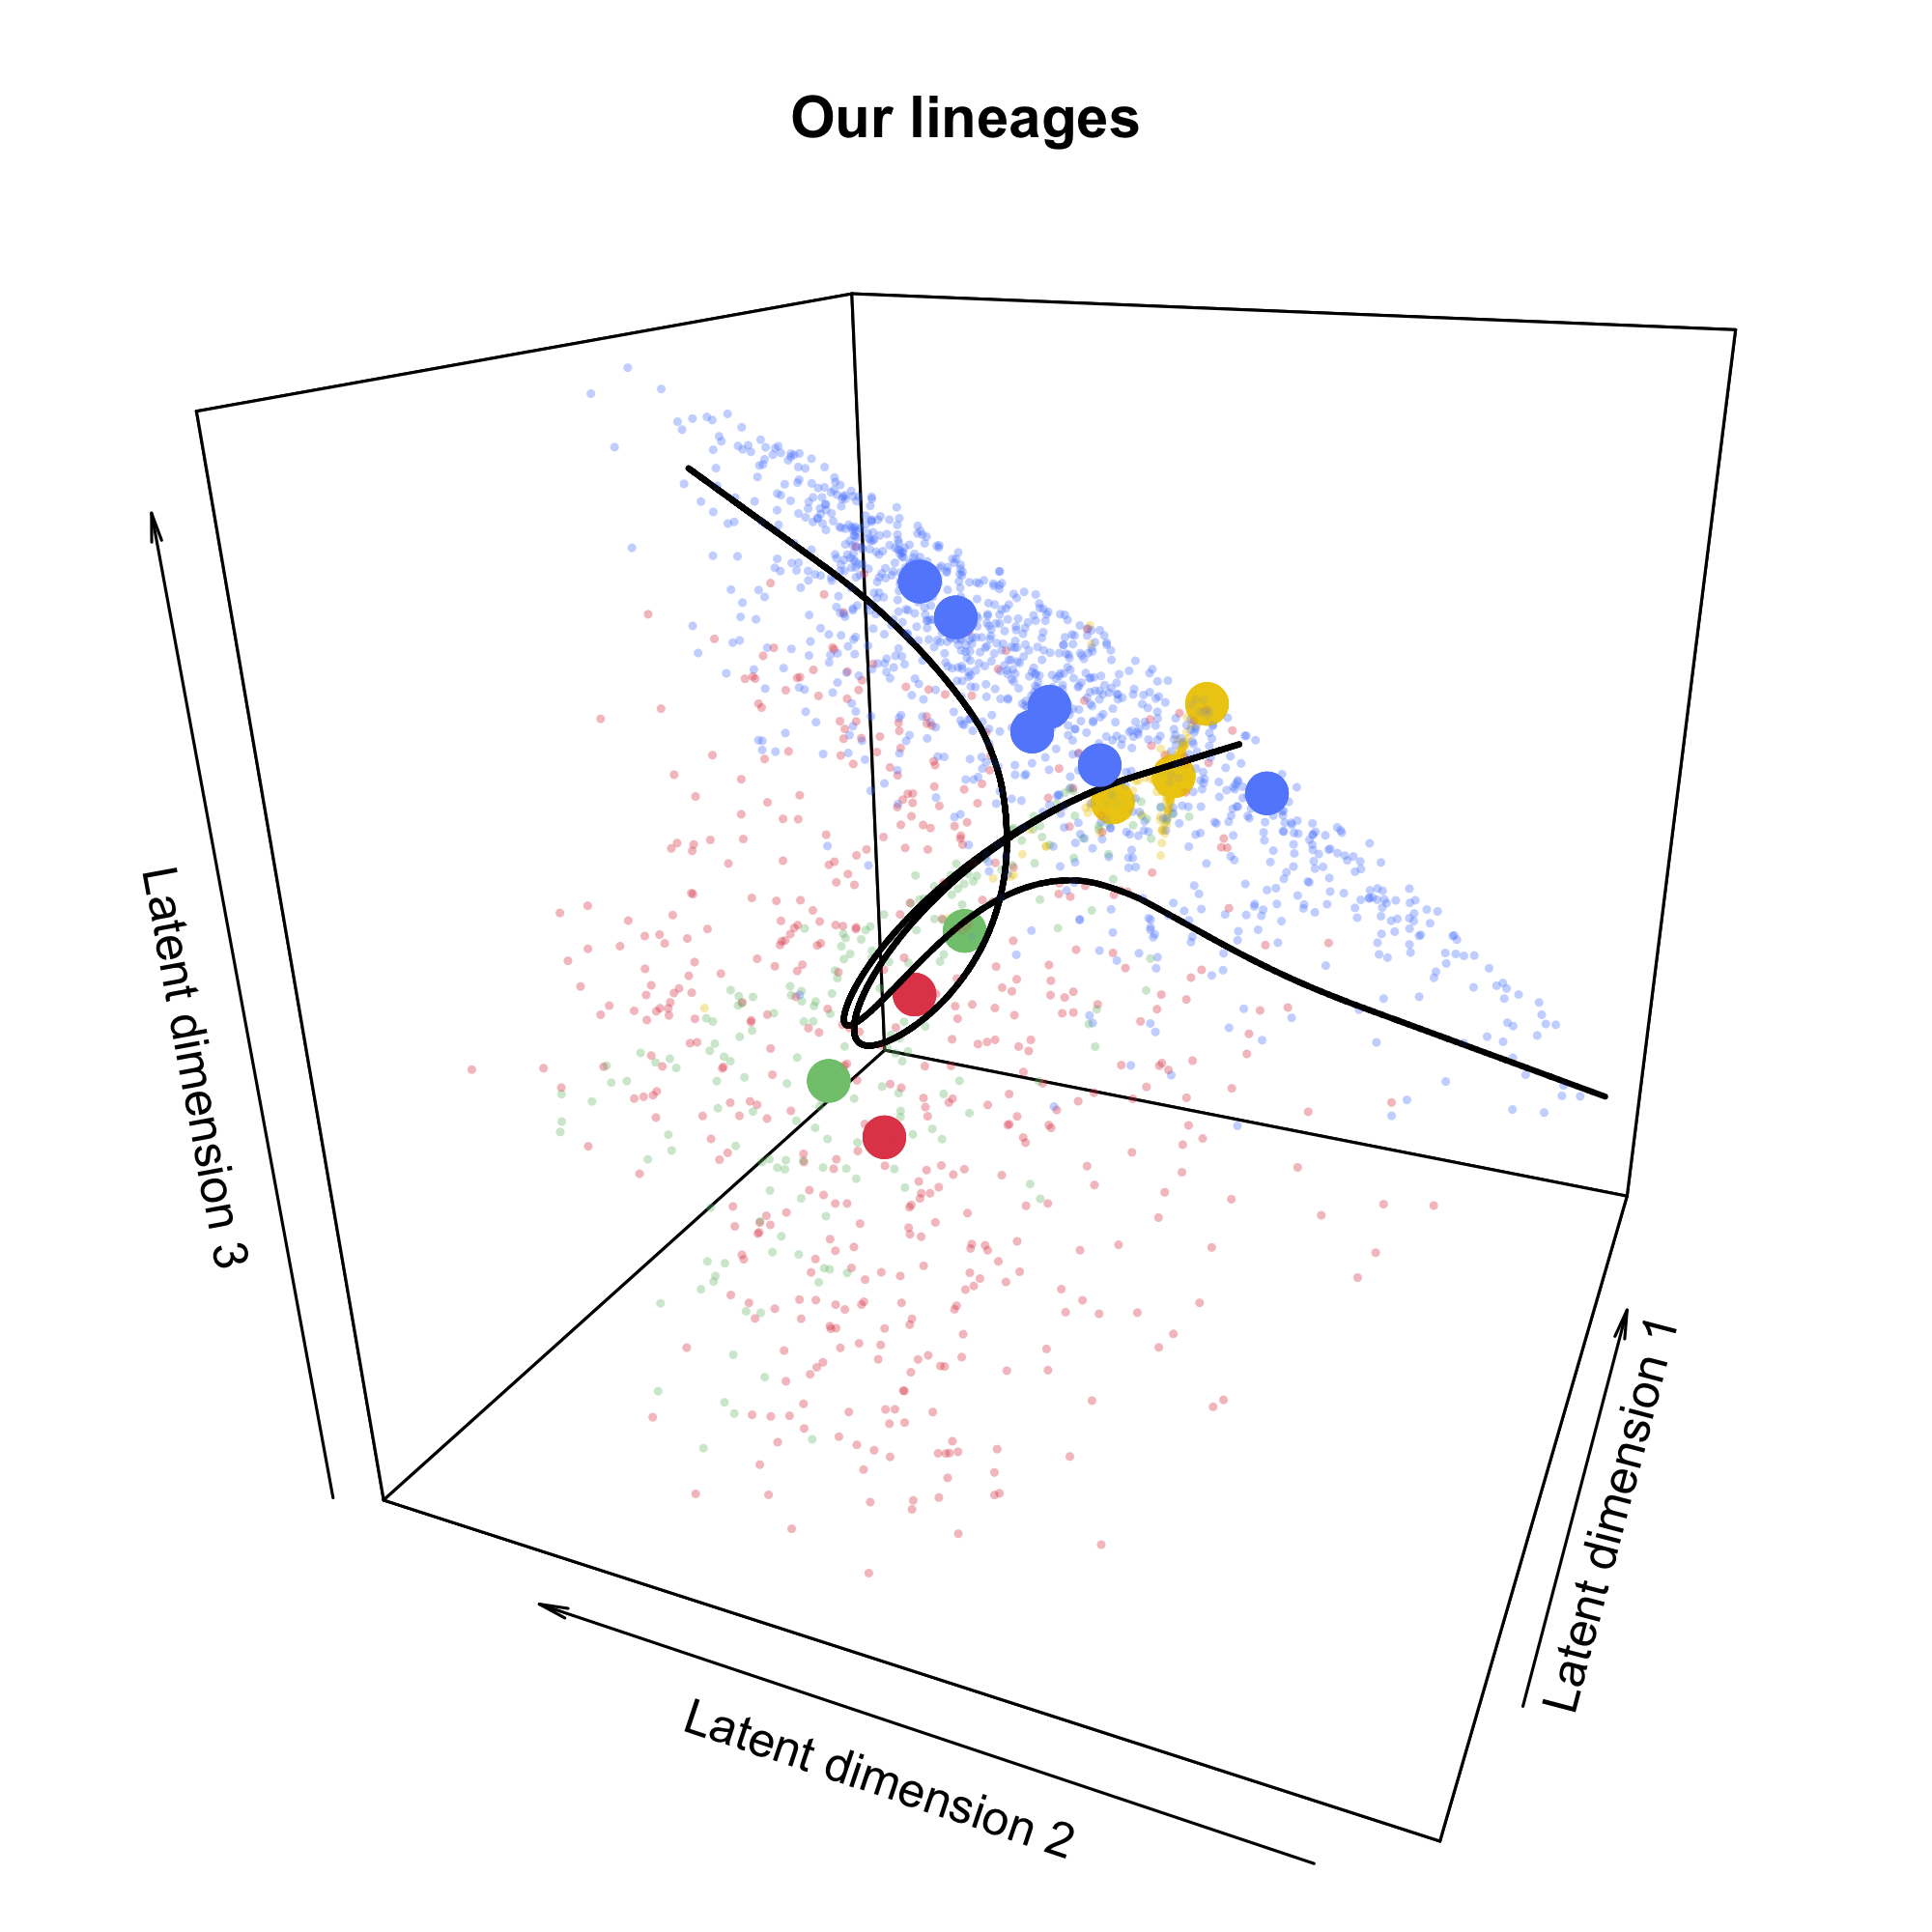 Our lineages
Latent dimension 3
Latent dimension 1
Latent dimension 2